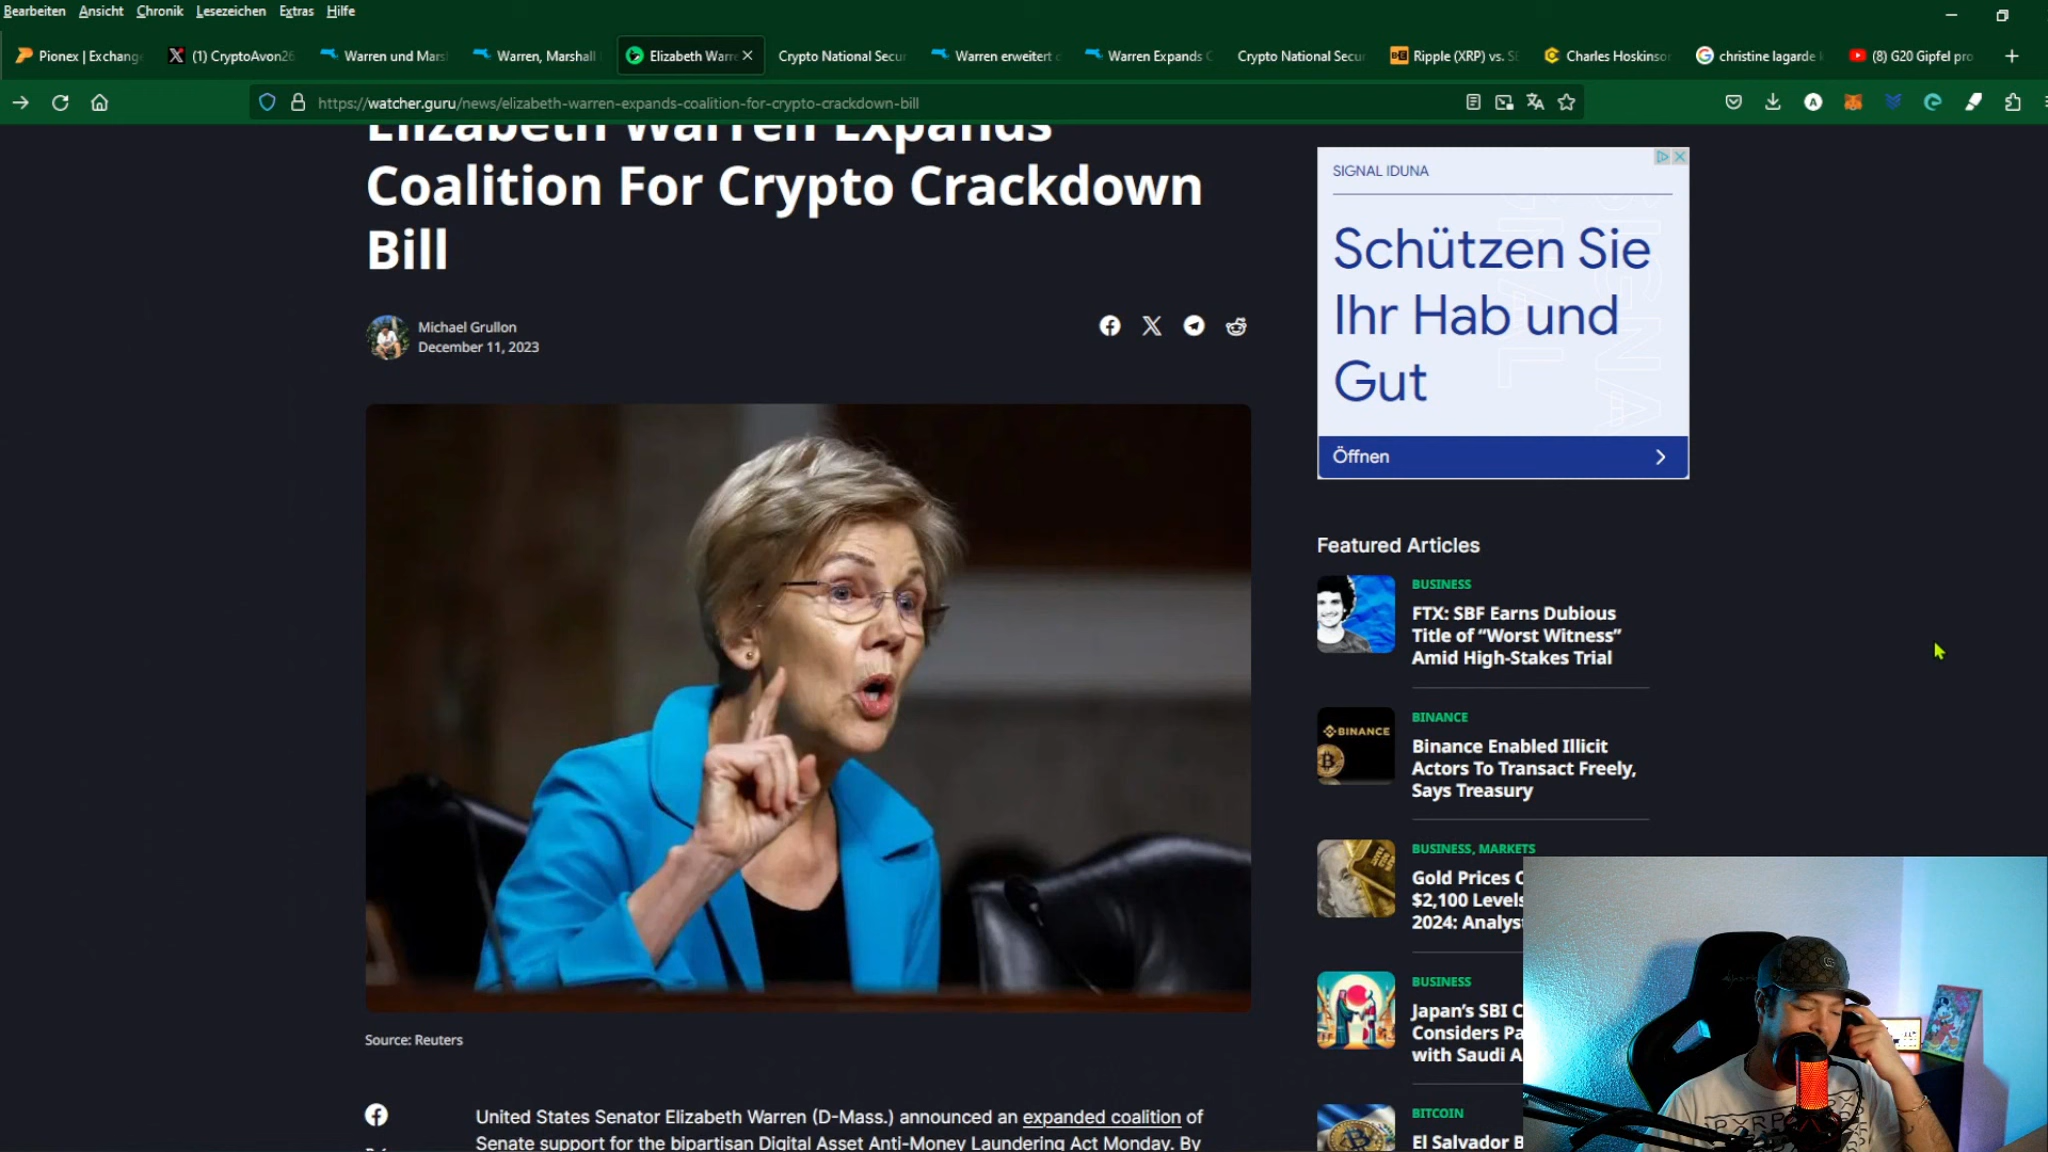 Bearbeiten Ansicht Chronik Lesezeichen Extras Hilfe
Pionex | Exchange
(1) CryptoAvon26
Warren und Mars
Warren, Marshall
Elizabeth Warre
Crypto National Secu
Warren erweitert
Warren Expands
Crypto National Secu
Ripple (XRP) vs.
Charles Hoskinson
christine lagarde
(8) G20 Gipfel pro
https://watcher.guru/news/elizabeth-warren-expands-coalition-for-crypto-crackdown-bill
Elizabeth Warren Expands
Coalition For Crypto Crackdown
Bill
Michael Grullon
December 11, 2023
Source: Reuters
United States Senator Elizabeth Warren (D-Mass.) announced an expanded coalition of
Senate support for the bipartisan Digital Asset Anti-Money Laundering Act Monday. By
SIGNAL IDUNA
Schützen Sie
Ihr Hab und
Gut
Öffnen
Featured Articles
BUSINESS
FTX: SBF Earns Dubious
Title of “Worst Witness”
Amid High-Stakes Trial
BINANCE
BINANCE
Binance Enabled Illicit
Actors To Transact Freely,
Says Treasury
BUSINESS, MARKETS
Gold Prices
$2,100 Levels
2024: Analys
BUSINESS
Japan’s SBI
Considers Pa
with Saudi A
BITCOIN
El Salvador B